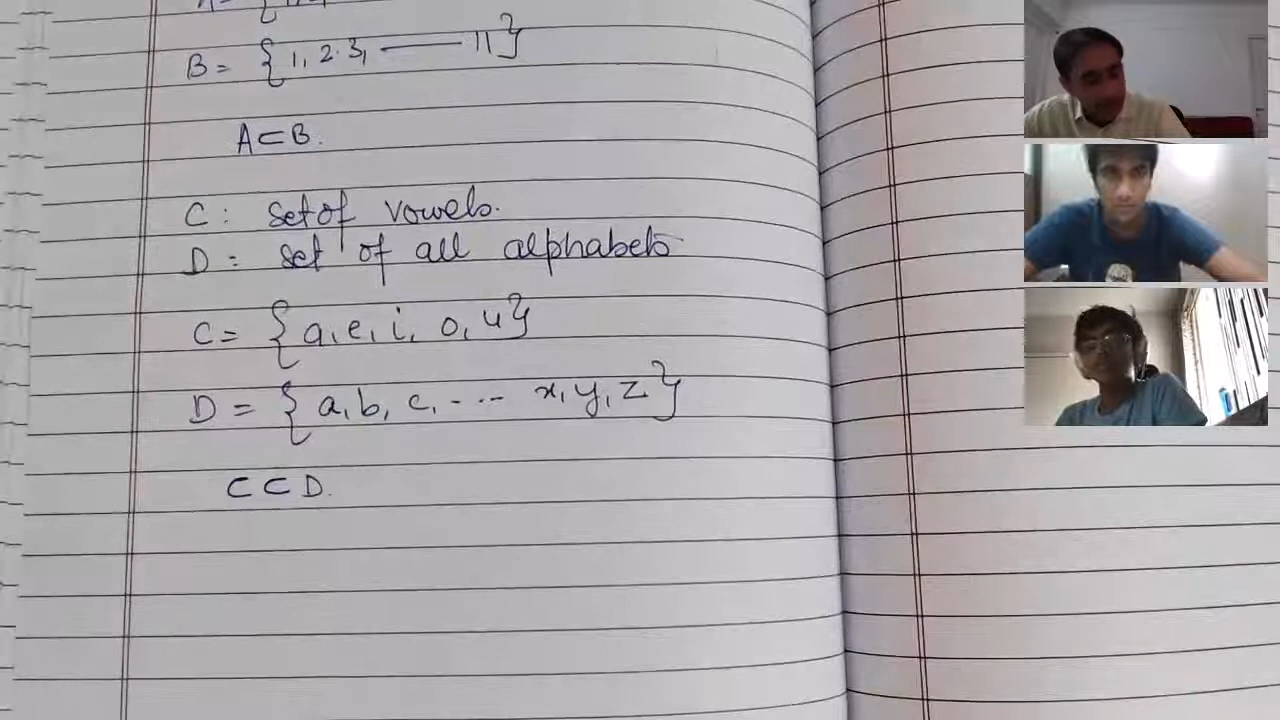 B = { 1, 2. 3, —— 11 }
A ⊂ B.
C : set of vowels.
D : set of all alphabets
C = { a, e, i, o, u }
D = { a, b, c, --- x, y, z }
C ⊂ D.